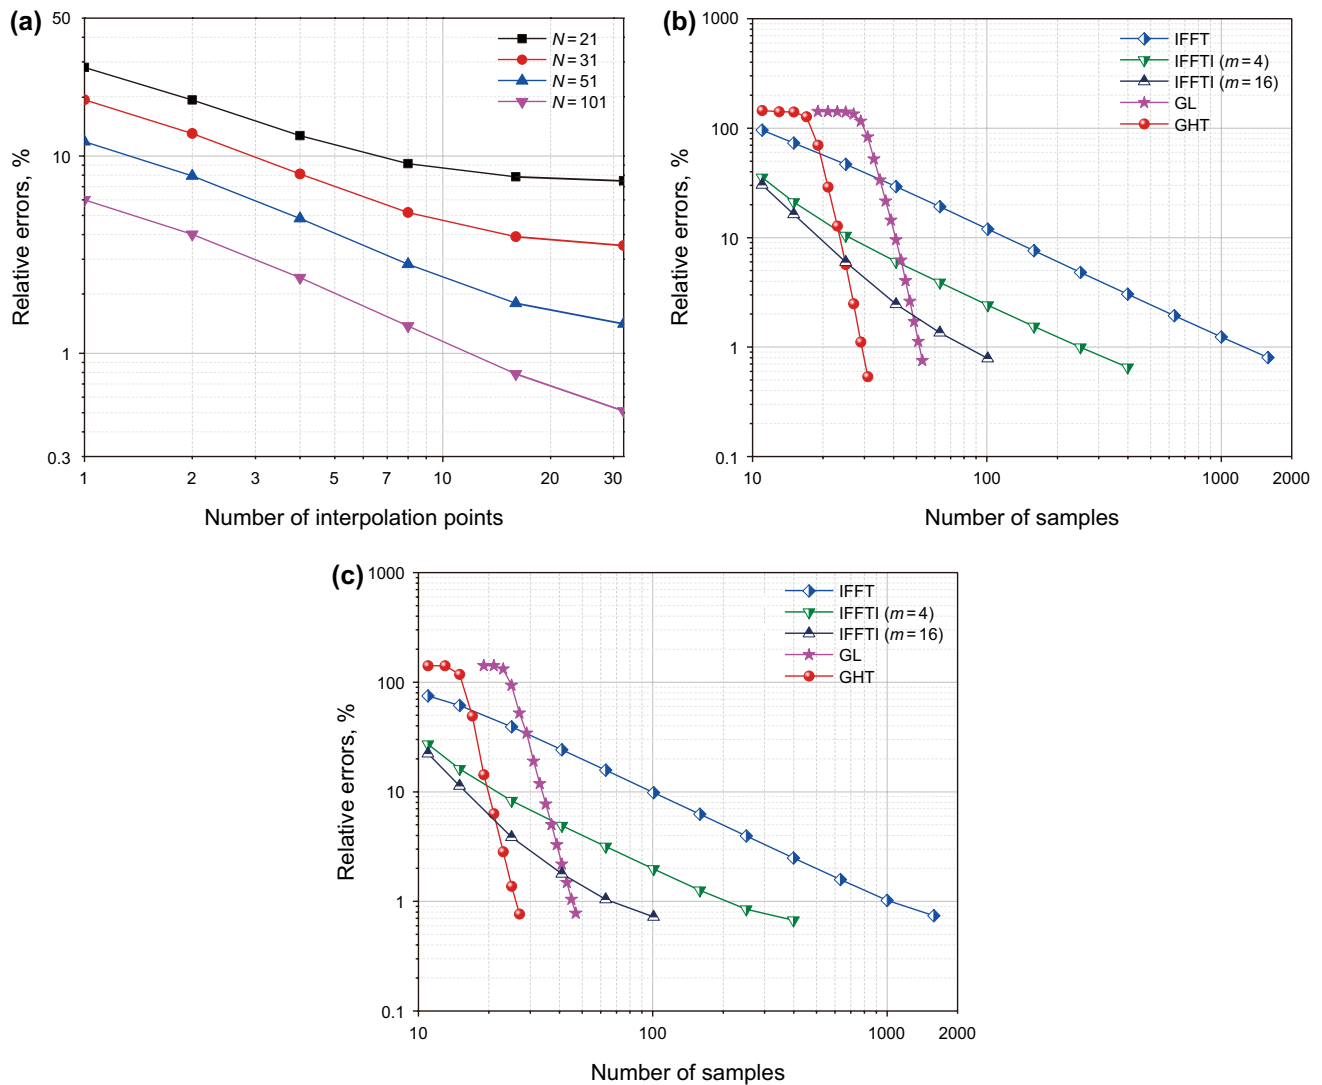 (a)
50
10
1
0.3
Relative errors, %
1
2
3
5
7
10
20
30
Number of interpolation points
N = 21
N = 31
N = 51
N = 101
(b)
1000
100
10
1
0.1
Relative errors, %
10
100
1000
2000
Number of samples
IFFT
IFFTI (m = 4)
IFFTI (m = 16)
GL
GHT
(c)
1000
100
10
1
0.1
Relative errors, %
10
100
1000
2000
Number of samples
IFFT
IFFTI (m = 4)
IFFTI (m = 16)
GL
GHT